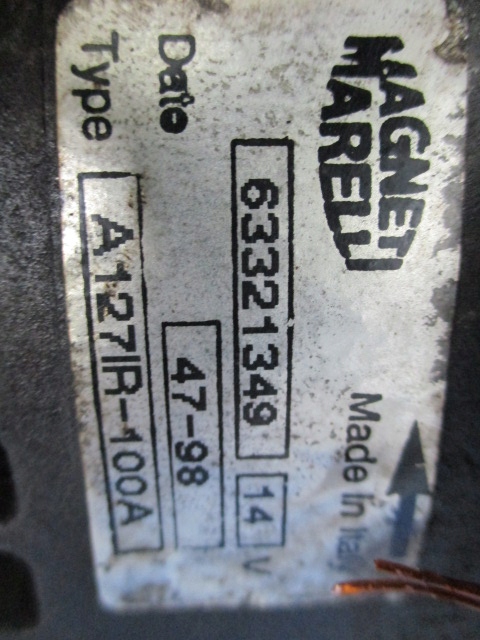 MAGNETI
MARELLI
Made in Italy
63321349 14 V
Date 47-98
Type A127IR-100A